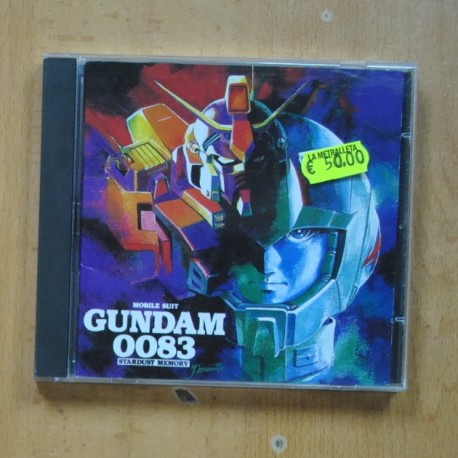 LA METRALLETA
€ 50.00
MOBILE SUIT
GUNDAM
0083
STARDUST MEMORY